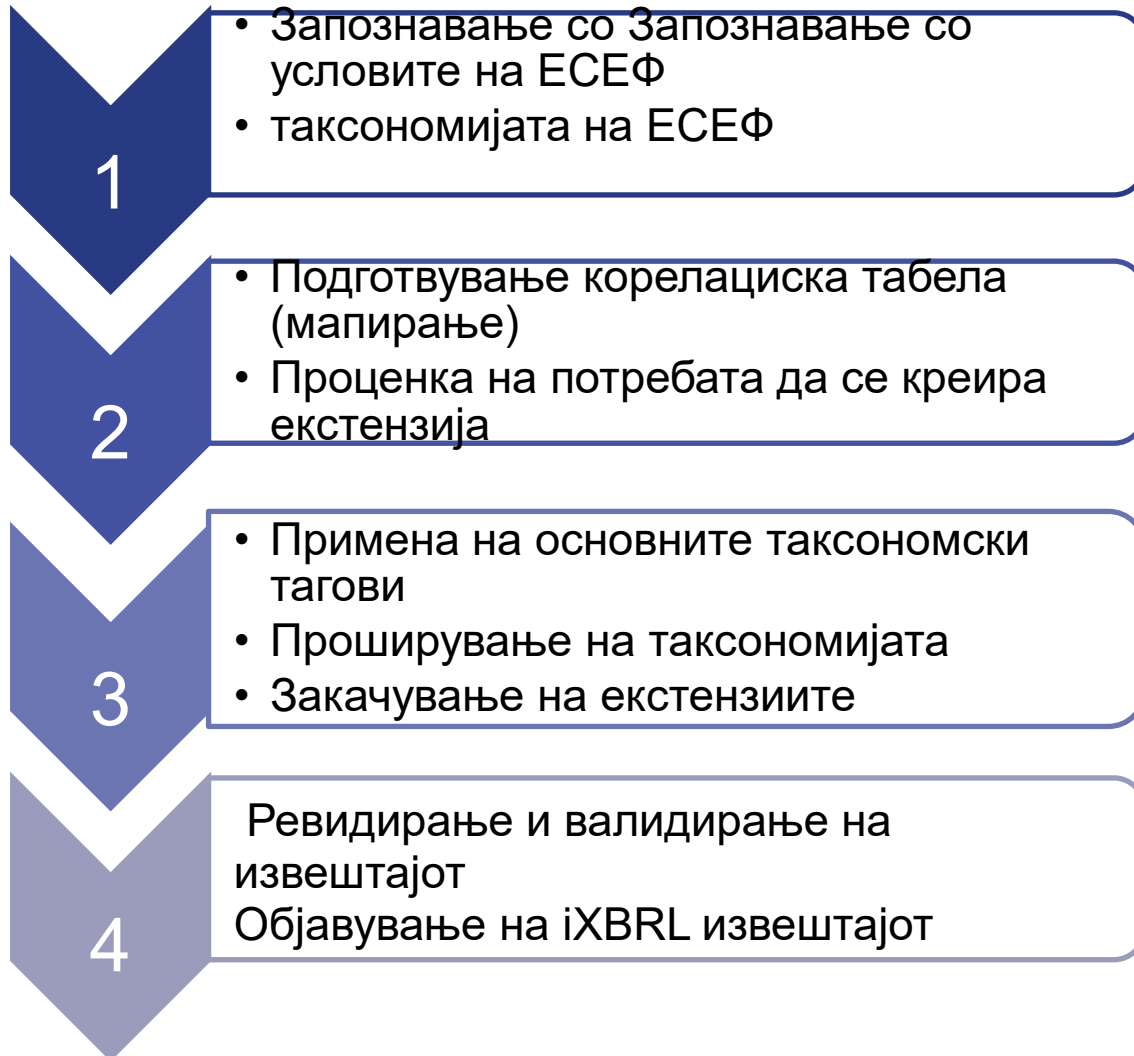 1
• Запознавање со Запознавање со
условите на ЕСЕФ
• таксономијата на ЕСЕФ
2
• Подготвување корелациска табела
(мапирање)
• Проценка на потребата да се креира
екстензија
3
• Примена на основните таксономски
тагови
• Проширување на таксономијата
• Закачување на екстензиите
4
Ревидирање и валидирање на
извештајот
Објавување на iXBRL извештајот